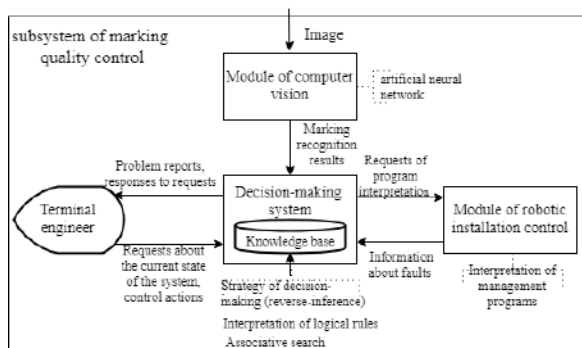 subsystem of marking
quality control
Image
Module of computer
vision
artificial neural
network
Marking
recognition
results
Problem reports,
responses to requests
Requests of
program
interpretation
Terminal
engineer
Decision-making
system
Knowledge base
Module of robotic
installation control
Requests about
the current state
of the system,
control actions
Information
about faults
Strategy of decision-
making (reverse-inference)
Interpretation of logical rules
Associative search
Interpretation of
management
programs